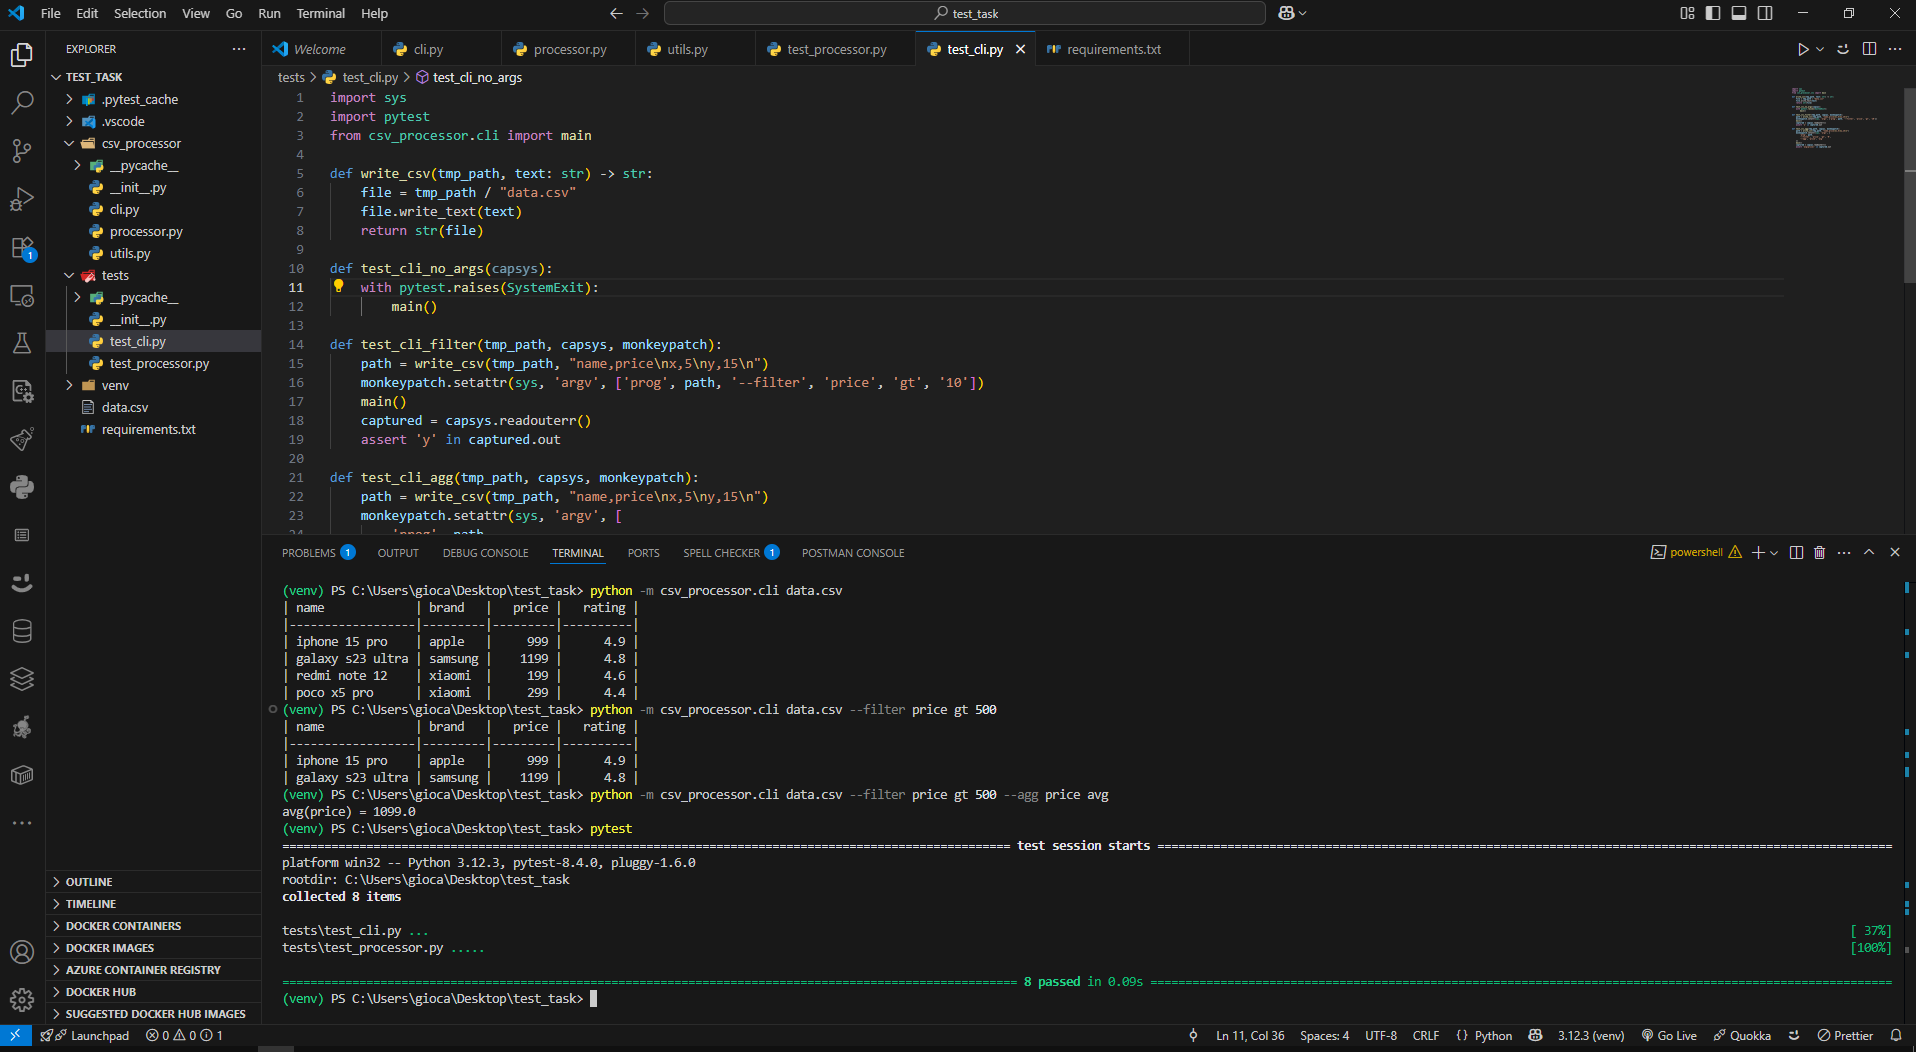 File Edit Selection View Go Run Terminal Help
test_task
EXPLORER
TEST_TASK
.pytest_cache
.vscode
csv_processor
__pycache__
__init__.py
cli.py
processor.py
utils.py
tests
__pycache__
__init__.py
test_cli.py
test_processor.py
venv
data.csv
requirements.txt
OUTLINE
TIMELINE
DOCKER CONTAINERS
DOCKER IMAGES
AZURE CONTAINER REGISTRY
DOCKER HUB
SUGGESTED DOCKER HUB IMAGES
1
Welcome cli.py processor.py utils.py test_processor.py test_cli.py requirements.txt
tests > test_cli.py > test_cli_no_args
1 import sys
2 import pytest
3 from csv_processor.cli import main
4
5 def write_csv(tmp_path, text: str) -> str:
6     file = tmp_path / "data.csv"
7     file.write_text(text)
8     return str(file)
9
10 def test_cli_no_args(capsys):
11     with pytest.raises(SystemExit):
12         main()
13
14 def test_cli_filter(tmp_path, capsys, monkeypatch):
15     path = write_csv(tmp_path, "name,price\nx,5\ny,15\n")
16     monkeypatch.setattr(sys, 'argv', ['prog', path, '--filter', 'price', 'gt', '10'])
17     main()
18     captured = capsys.readouterr()
19     assert 'y' in captured.out
20
21 def test_cli_agg(tmp_path, capsys, monkeypatch):
22     path = write_csv(tmp_path, "name,price\nx,5\ny,15\n")
23     monkeypatch.setattr(sys, 'argv', [
24         'prog', path,
PROBLEMS 1 OUTPUT DEBUG CONSOLE TERMINAL PORTS SPELL CHECKER 1 POSTMAN CONSOLE
powershell
(venv) PS C:\Users\gioca\Desktop\test_task> python -m csv_processor.cli data.csv
| name            | brand   |   price |   rating |
|-----------------|---------|---------|----------|
| iphone 15 pro   | apple   |     999 |      4.9 |
| galaxy s23 ultra | samsung |    1199 |      4.8 |
| redmi note 12   | xiaomi  |     199 |      4.6 |
| poco x5 pro     | xiaomi  |     299 |      4.4 |
(venv) PS C:\Users\gioca\Desktop\test_task> python -m csv_processor.cli data.csv --filter price gt 500
| name            | brand   |   price |   rating |
|-----------------|---------|---------|----------|
| iphone 15 pro   | apple   |     999 |      4.9 |
| galaxy s23 ultra | samsung |    1199 |      4.8 |
(venv) PS C:\Users\gioca\Desktop\test_task> python -m csv_processor.cli data.csv --filter price gt 500 --agg price avg
avg(price) = 1099.0
(venv) PS C:\Users\gioca\Desktop\test_task> pytest
===== test session starts =====
platform win32 -- Python 3.12.3, pytest-8.4.0, pluggy-1.6.0
rootdir: C:\Users\gioca\Desktop\test_task
collected 8 items
tests\test_cli.py ... [ 37%]
tests\test_processor.py ..... [100%]
===== 8 passed in 0.09s =====
(venv) PS C:\Users\gioca\Desktop\test_task>
Launchpad 0 0 1 Ln 11, Col 36 Spaces: 4 UTF-8 CRLF {} Python 3.12.3 (venv) Go Live Quokka Prettier